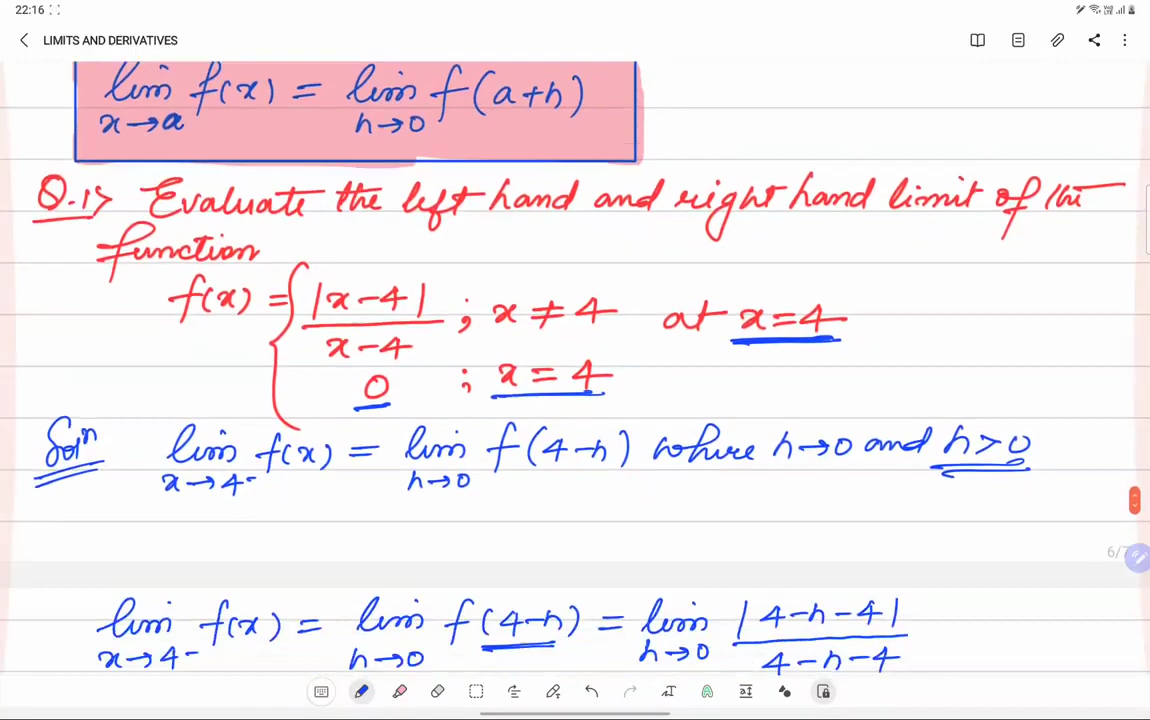 22:16
LIMITS AND DERIVATIVES
lim f(x) = lim f(a+h)
x→a h→0
Q.1> Evaluate the left hand and right hand limit of the
function
f(x) = { |x-4| / x-4 ; x ≠ 4 at x=4
0 ; x = 4
Solⁿ lim f(x) = lim f(4-h) where h→0 and h>0
x→4⁻ h→0
6/7
lim f(x) = lim f(4-h) = lim |4-h-4| / 4-h-4
x→4⁻ h→0 h→0